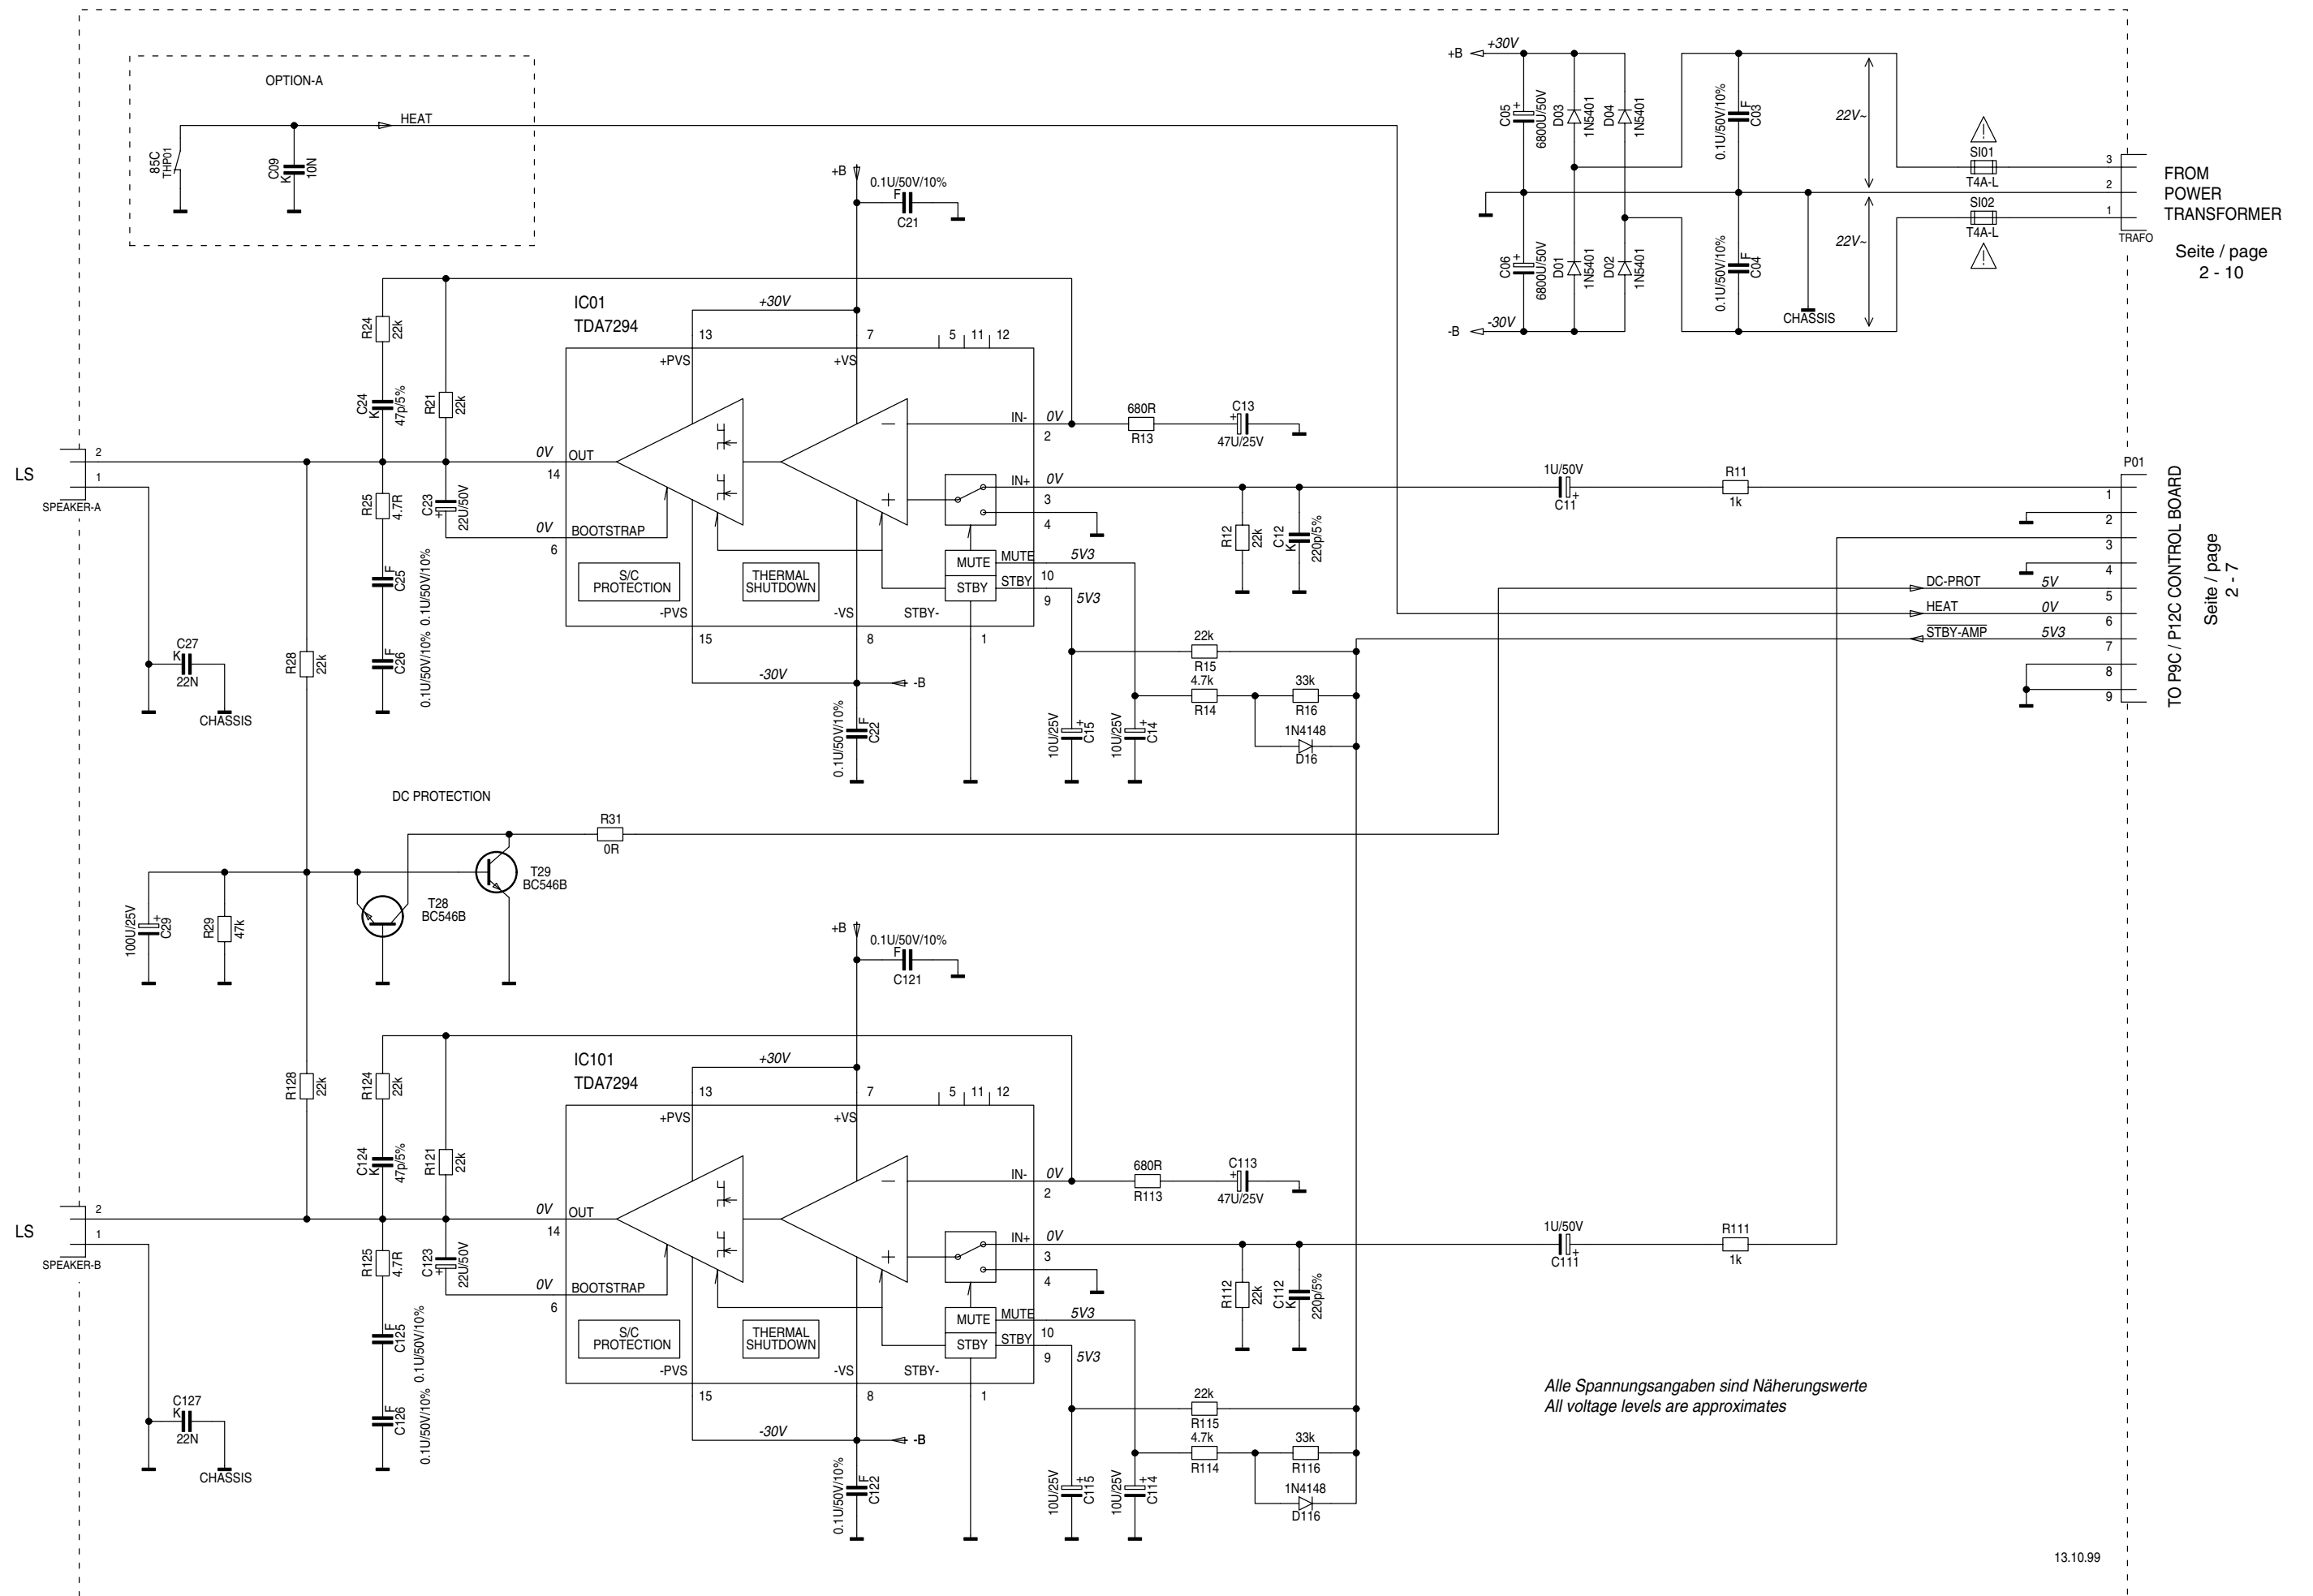 OPTION-A
HEAT
85C
THP01
C09
K
10N
+B
+30V
C05
+
6800U/50V
D03
1N5401
D04
1N5401
0.1U/50V/10%
F
C03
22V~
SI01
T4A-L
3
2
1
TRAFO
FROM
POWER
TRANSFORMER
Seite / page
2 - 10
C06
+
6800U/50V
D01
1N5401
D02
1N5401
0.1U/50V/10%
F
C04
22V~
SI02
T4A-L
!
!
-B
-30V
CHASSIS
+B
0.1U/50V/10%
F
C21
IC01
TDA7294
+30V
13
7
5
11
12
+PVS
+VS
R24
22k
C24
K
47p/5%
R21
22k
IN-
0V
2
680R
R13
C13
+
47U/25V
LS
2
1
SPEAKER-A
0V
OUT
14
IN+
0V
3
4
1U/50V
+
C11
R11
1k
R25
4.7R
C23
+
22U/50V
0V
BOOTSTRAP
6
R12
22k
C12
K
220p/5%
S/C
PROTECTION
THERMAL
SHUTDOWN
MUTE
STBY
MUTE
5V3
10
STBY
9
5V3
-PVS
-VS
STBY-
15
8
1
F
C25
0.1U/50V/10%
F
C26
0.1U/50V/10%
C27
K
22N
CHASSIS
R28
22k
-30V
-B
0.1U/50V/10%
F
C22
22k
R15
4.7k
R14
33k
R16
1N4148
D16
10U/25V
+
C15
10U/25V
+
C14
P01
1
2
3
4
5
6
7
8
9
DC-PROT
5V
HEAT
0V
STBY-AMP
5V3
TO P9C / P12C CONTROL BOARD
Seite / page
2 - 7
DC PROTECTION
R31
0R
T29
BC546B
T28
BC546B
100U/25V
+
C29
R29
47k
+B
0.1U/50V/10%
F
C121
IC101
TDA7294
+30V
13
7
5
11
12
+PVS
+VS
R128
22k
R124
22k
C124
K
47p/5%
R121
22k
IN-
0V
2
680R
R113
C113
+
47U/25V
LS
2
1
SPEAKER-B
0V
OUT
14
IN+
0V
3
4
1U/50V
+
C111
R111
1k
R125
4.7R
C123
+
22U/50V
0V
BOOTSTRAP
6
R112
22k
C112
K
220p/5%
S/C
PROTECTION
THERMAL
SHUTDOWN
MUTE
STBY
MUTE
5V3
10
STBY
9
5V3
-PVS
-VS
STBY-
15
8
1
F
C125
0.1U/50V/10%
F
C126
0.1U/50V/10%
C127
K
22N
CHASSIS
-30V
-B
0.1U/50V/10%
F
C122
22k
R115
4.7k
R114
33k
R116
1N4148
D116
10U/25V
+
C115
10U/25V
+
C114
Alle Spannungsangaben sind Näherungswerte
All voltage levels are approximates
13.10.99